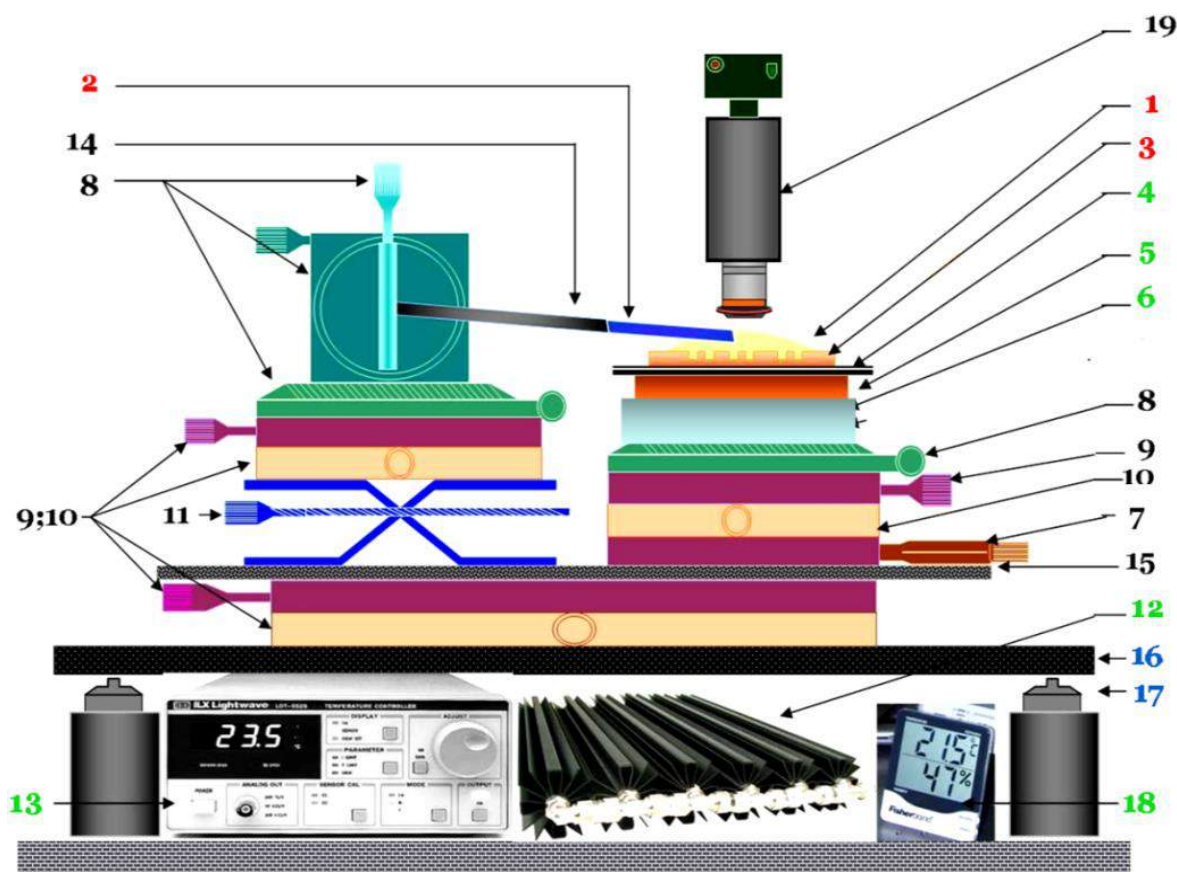 19
2
1
14
3
8
4
5
6
8
9
10
9;10
11
7
15
12
16
17
ILX Lightwave LDT-5525 TEMPERATURE CONTROLLER
DISPLAY
ADJUST
23.5
PARAMETER
ANALOG OUT
SENSOR CAL
MODE
OUTPUT
POWER
13
21.5°C
47%
Fisherbrand
18